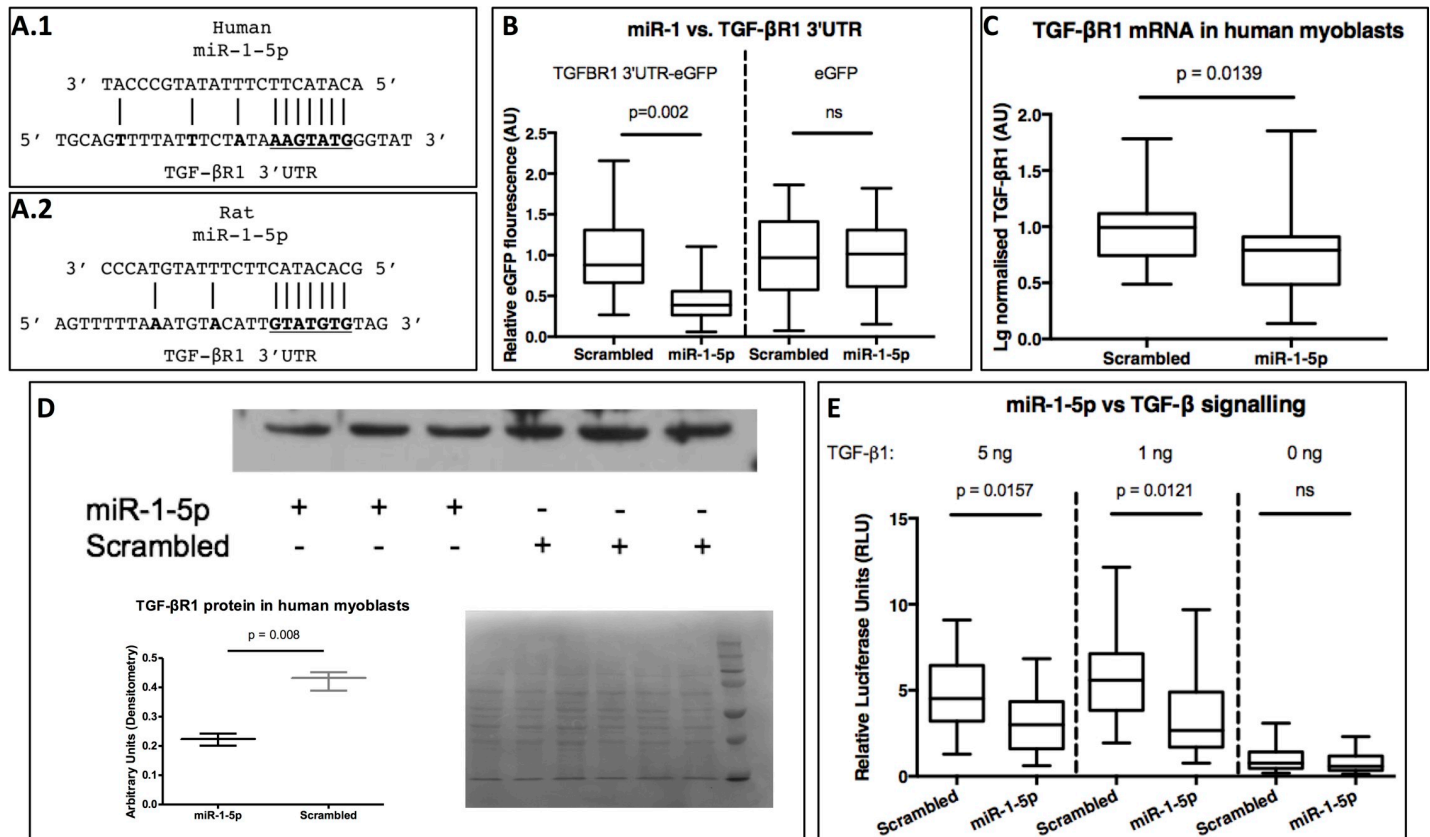 A.1
Human
miR-1-5p
3’ TACCCGTATATTTCTTCATACA 5’
5’ TGCAGTTTTATTTCTATAAAGTATGGGTAT 3’
TGF-βR1 3’UTR
A.2
Rat
miR-1-5p
3’ CCCATGTATTTCTTCATACACG 5’
5’ AGTTTTTAAATGTACATTGTATGTGTAG 3’
TGF-βR1 3’UTR
B
miR-1 vs. TGF-βR1 3'UTR
TGFBR1 3'UTR-eGFP
eGFP
p=0.002
ns
Relative eGFP flourescence (AU)
2.5
2.0
1.5
1.0
0.5
0.0
Scrambled miR-1-5p Scrambled miR-1-5p
C
TGF-βR1 mRNA in human myoblasts
p = 0.0139
Lg normalised TGF-βR1 (AU)
2.0
1.5
1.0
0.5
0.0
Scrambled miR-1-5p
D
miR-1-5p + + + - - -
Scrambled - - - + + +
TGF-βR1 protein in human myoblasts
p = 0.008
Arbitrary Units (Densitometry)
0.5
0.4
0.3
0.2
0.1
0.0
miR-1-5p Scrambled
E
miR-1-5p vs TGF-β signalling
TGF-β1: 5 ng 1 ng 0 ng
p = 0.0157 p = 0.0121 ns
Relative Luciferase Units (RLU)
15
10
5
0
Scrambled miR-1-5p Scrambled miR-1-5p Scrambled miR-1-5p